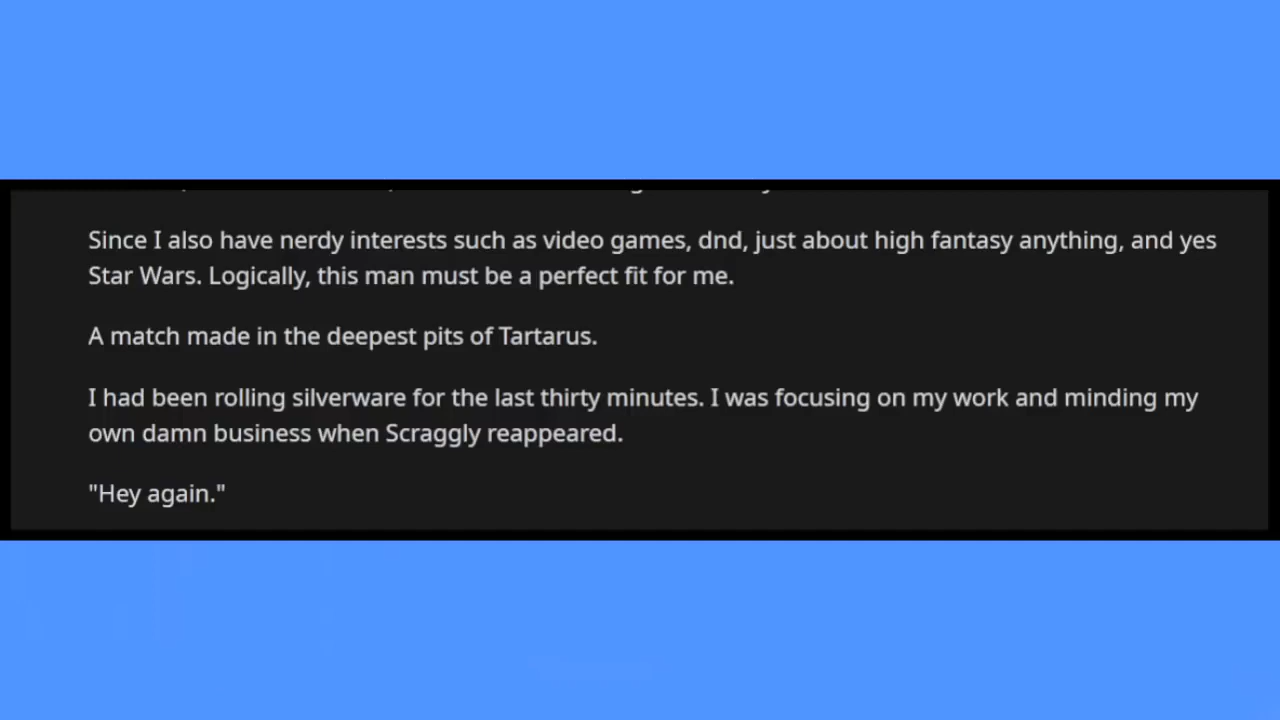 Since I also have nerdy interests such as video games, dnd, just about high fantasy anything, and yes
Star Wars. Logically, this man must be a perfect fit for me.
A match made in the deepest pits of Tartarus.
I had been rolling silverware for the last thirty minutes. I was focusing on my work and minding my
own damn business when Scraggly reappeared.
"Hey again."